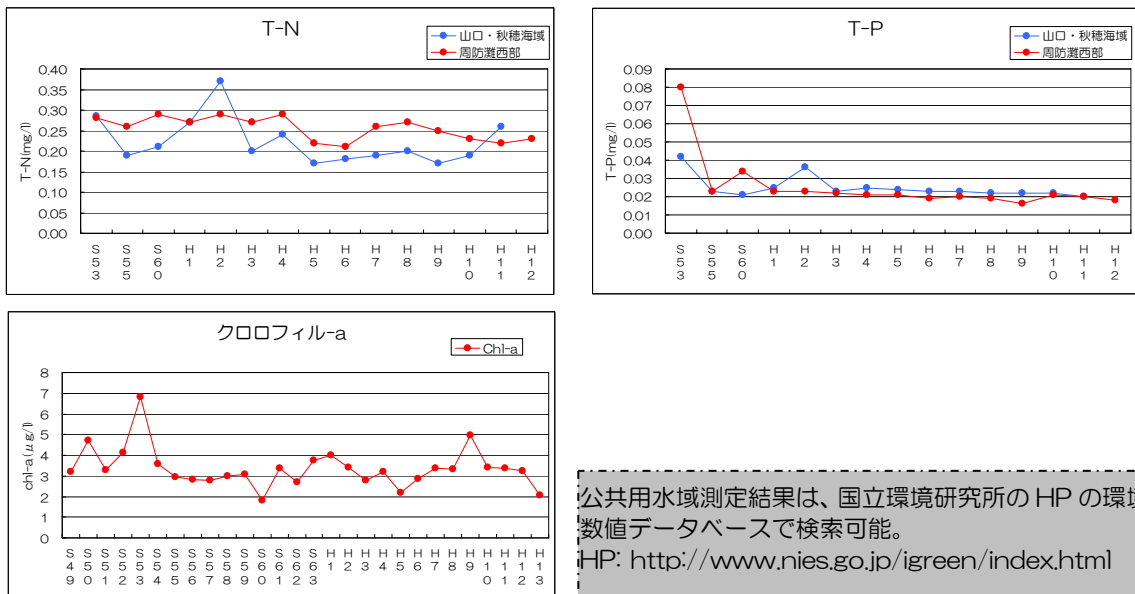 T-N
山口・秋穂海域
周防灘西部
T-N(mg/l)
0.40
0.35
0.30
0.25
0.20
0.15
0.10
0.05
0.00
S53
S55
S60
H1
H2
H3
H4
H5
H6
H7
H8
H9
H10
H11
H12
T-P
山口・秋穂海域
周防灘西部
T-P(mg/l)
0.09
0.08
0.07
0.06
0.05
0.04
0.03
0.02
0.01
0.00
S53
S55
S60
H1
H2
H3
H4
H5
H6
H7
H8
H9
H10
H11
H12
クロロフィル-a
Chl-a
chl-a(μg/l)
8
7
6
5
4
3
2
1
0
S49
S50
S51
S52
S53
S54
S55
S56
S57
S58
S59
S60
S61
S62
S63
H1
H2
H3
H4
H5
H6
H7
H8
H9
H10
H11
H12
H13
公共用水域測定結果は、国立環境研究所の HP の環境
数値データベースで検索可能。
HP: http://www.nies.go.jp/igreen/index.html